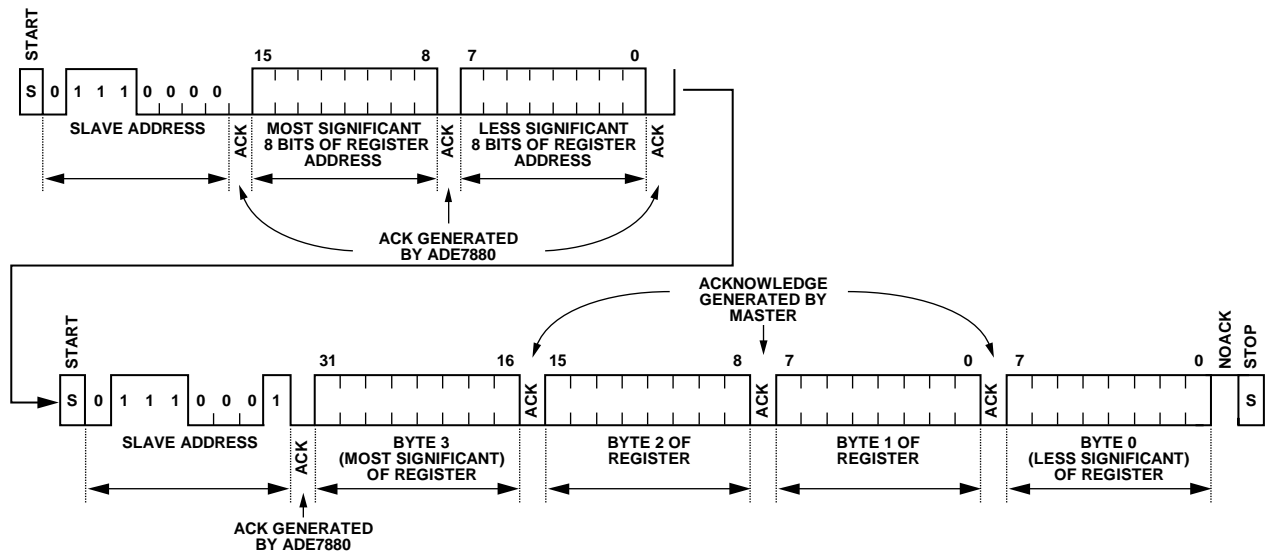 START
15 8 7 0
S 0 1 1 1 0 0 0 0
SLAVE ADDRESS
ACK
MOST SIGNIFICANT
8 BITS OF REGISTER
ADDRESS
ACK
LESS SIGNIFICANT
8 BITS OF REGISTER
ADDRESS
ACK
ACK GENERATED
BY ADE7880
ACKNOWLEDGE
GENERATED BY
MASTER
START
31 16 15 8 7 0 7 0
NOACK
STOP
S 0 1 1 1 0 0 0 1
S
SLAVE ADDRESS
ACK
BYTE 3
(MOST SIGNIFICANT)
OF REGISTER
ACK
BYTE 2 OF
REGISTER
ACK
BYTE 1 OF
REGISTER
ACK
BYTE 0
(LESS SIGNIFICANT)
OF REGISTER
ACK GENERATED
BY ADE7880